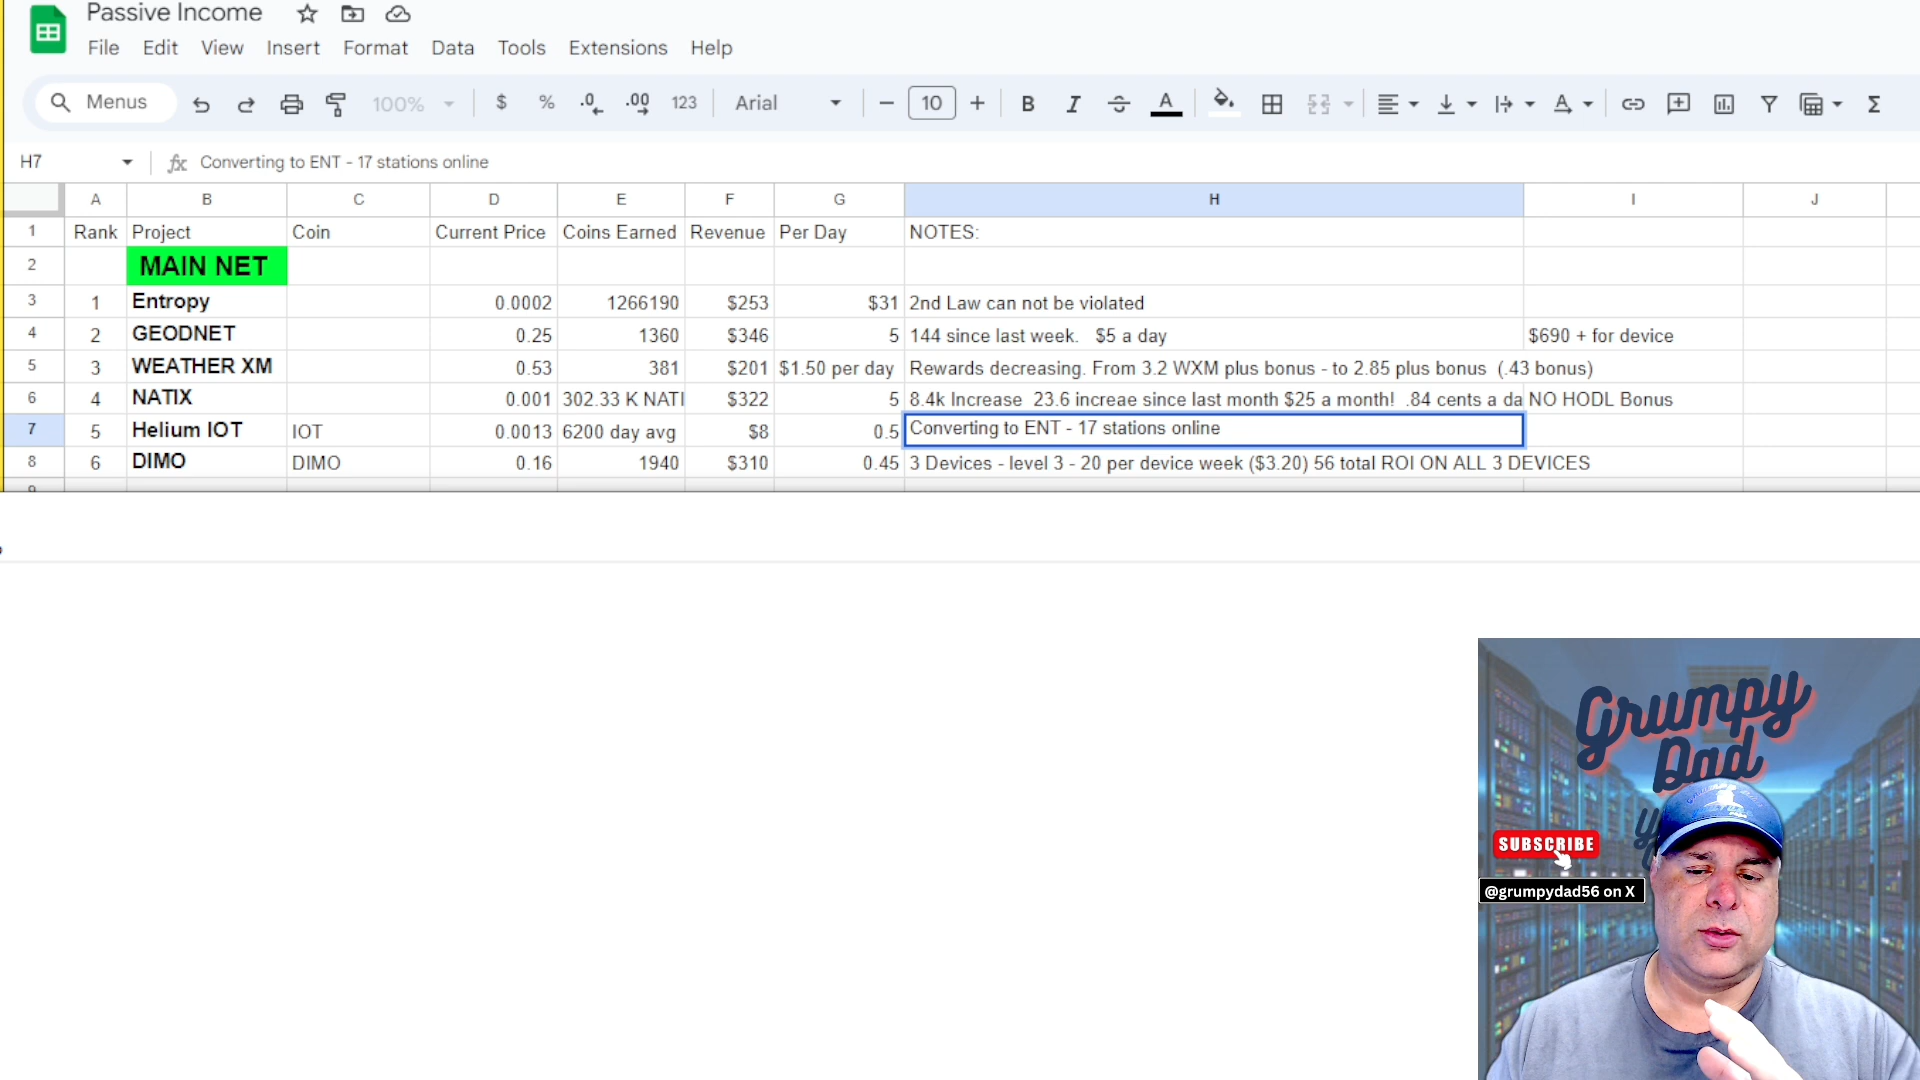 Passive Income
File Edit View Insert Format Data Tools Extensions Help
Menus 100% $ % .0 .00 123 Arial 10 B I A Σ
H7 fx Converting to ENT - 17 stations online
A B C D E F G H I J
1 Rank Project Coin Current Price Coins Earned Revenue Per Day NOTES:
2 MAIN NET
3 1 Entropy 0.0002 1266190 $253 $31 2nd Law can not be violated
4 2 GEODNET 0.25 1360 $346 5 144 since last week. $5 a day $690 + for device
5 3 WEATHER XM 0.53 381 $201 $1.50 per day Rewards decreasing. From 3.2 WXM plus bonus - to 2.85 plus bonus (.43 bonus)
6 4 NATIX 0.001 302.33 K NATI $322 5 8.4k Increase 23.6 increae since last month $25 a month! .84 cents a da NO HODL Bonus
7 5 Helium IOT IOT 0.0013 6200 day avg $8 0.5 Converting to ENT - 17 stations online
8 6 DIMO DIMO 0.16 1940 $310 0.45 3 Devices - level 3 - 20 per device week ($3.20) 56 total ROI ON ALL 3 DEVICES
Grumpy
Dad
SUBSCRIBE
@grumpydad56 on X